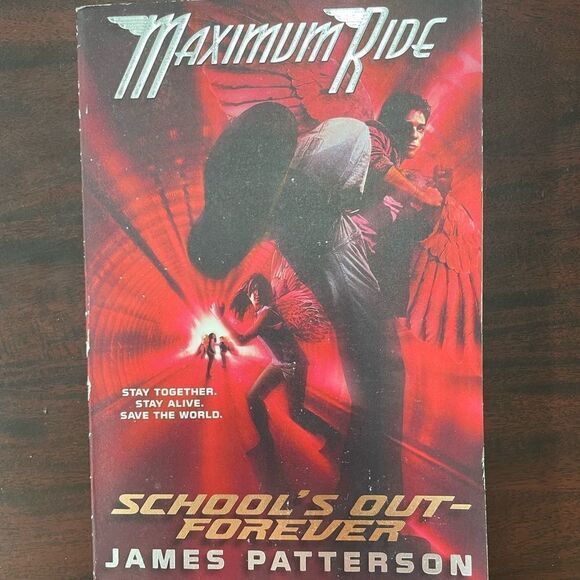 MAXIMUM RIDE
STAY TOGETHER.
STAY ALIVE.
SAVE THE WORLD.
SCHOOL'S OUT-
FOREVER
JAMES PATTERSON